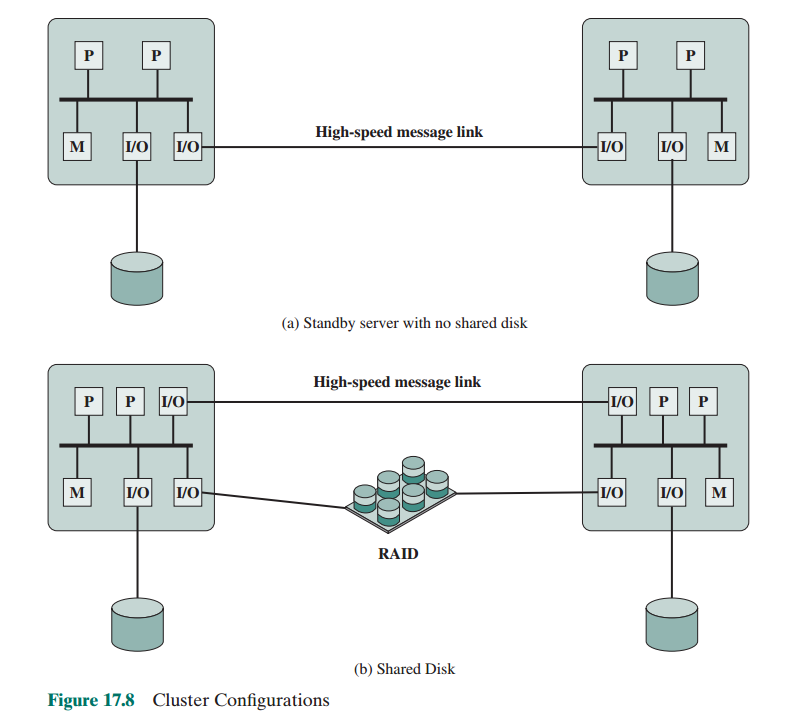 P P P P
High-speed message link
M I/O I/O I/O I/O M
(a) Standby server with no shared disk
High-speed message link
P P I/O I/O P P
M I/O I/O I/O I/O M
RAID
(b) Shared Disk
Figure 17.8 Cluster Configurations